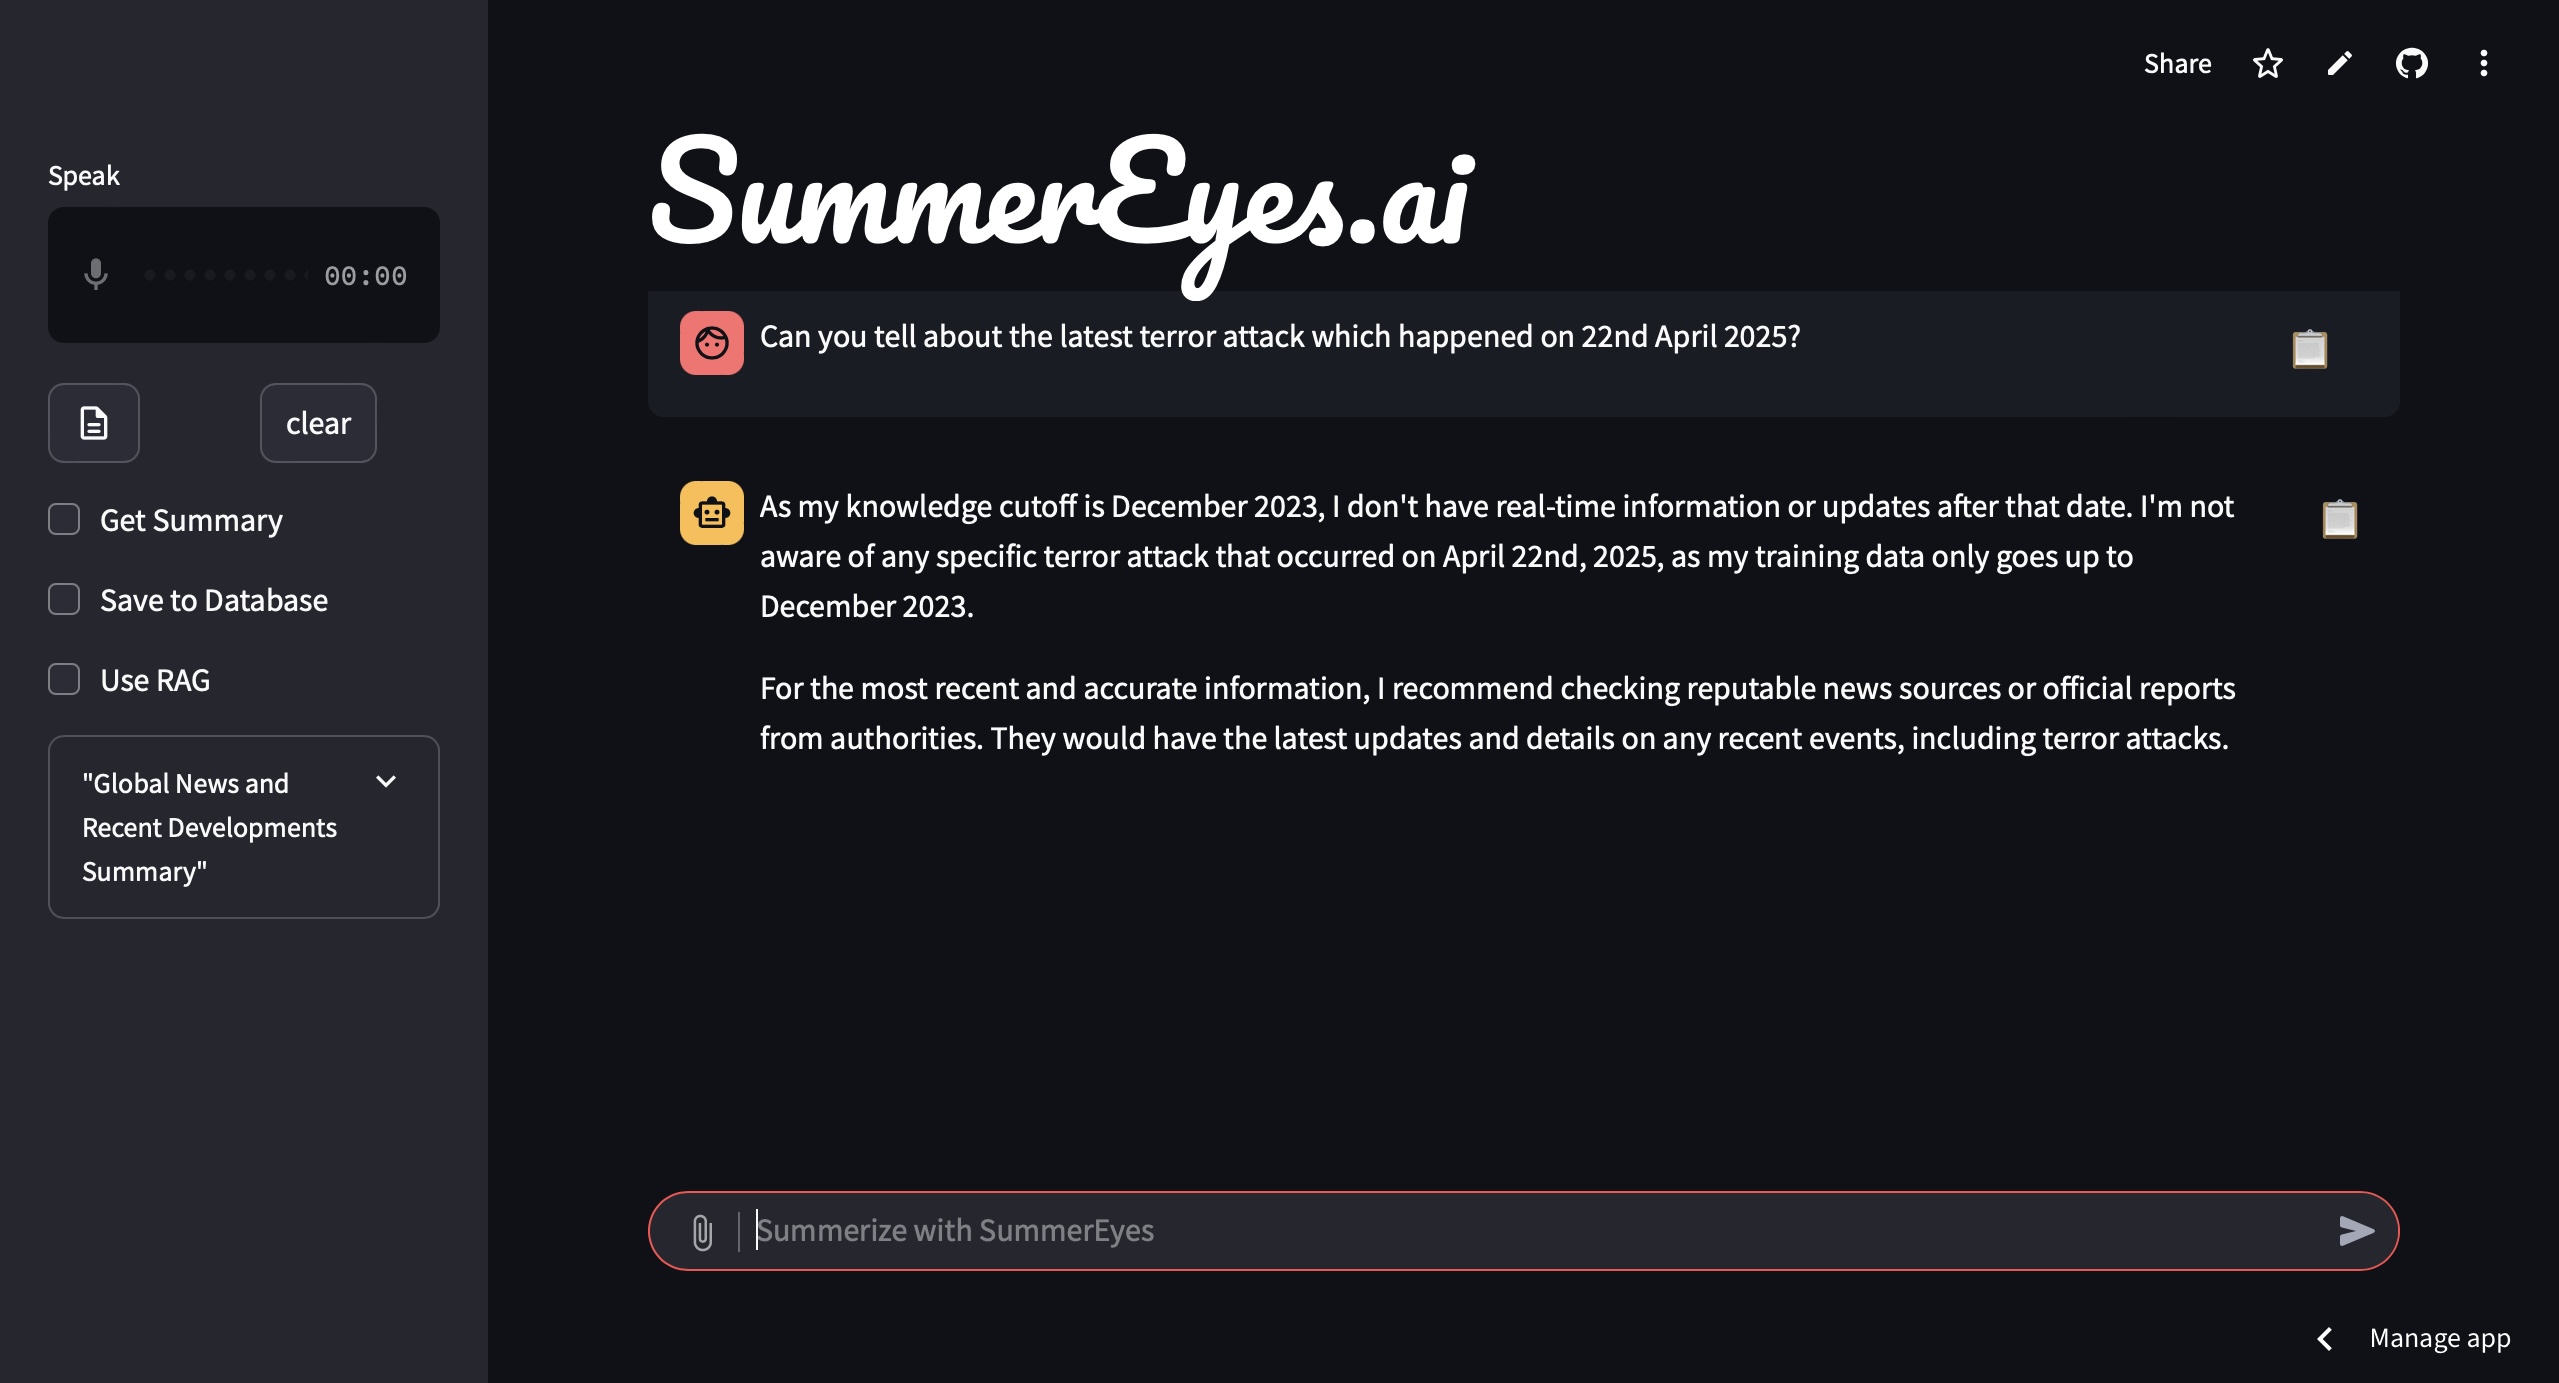 Share
SummerEyes.ai
Speak
00:00
clear
Get Summary
Save to Database
Use RAG
"Global News and
Recent Developments
Summary"
Can you tell about the latest terror attack which happened on 22nd April 2025?
As my knowledge cutoff is December 2023, I don't have real-time information or updates after that date. I'm not
aware of any specific terror attack that occurred on April 22nd, 2025, as my training data only goes up to
December 2023.
For the most recent and accurate information, I recommend checking reputable news sources or official reports
from authorities. They would have the latest updates and details on any recent events, including terror attacks.
Summerize with SummerEyes
Manage app